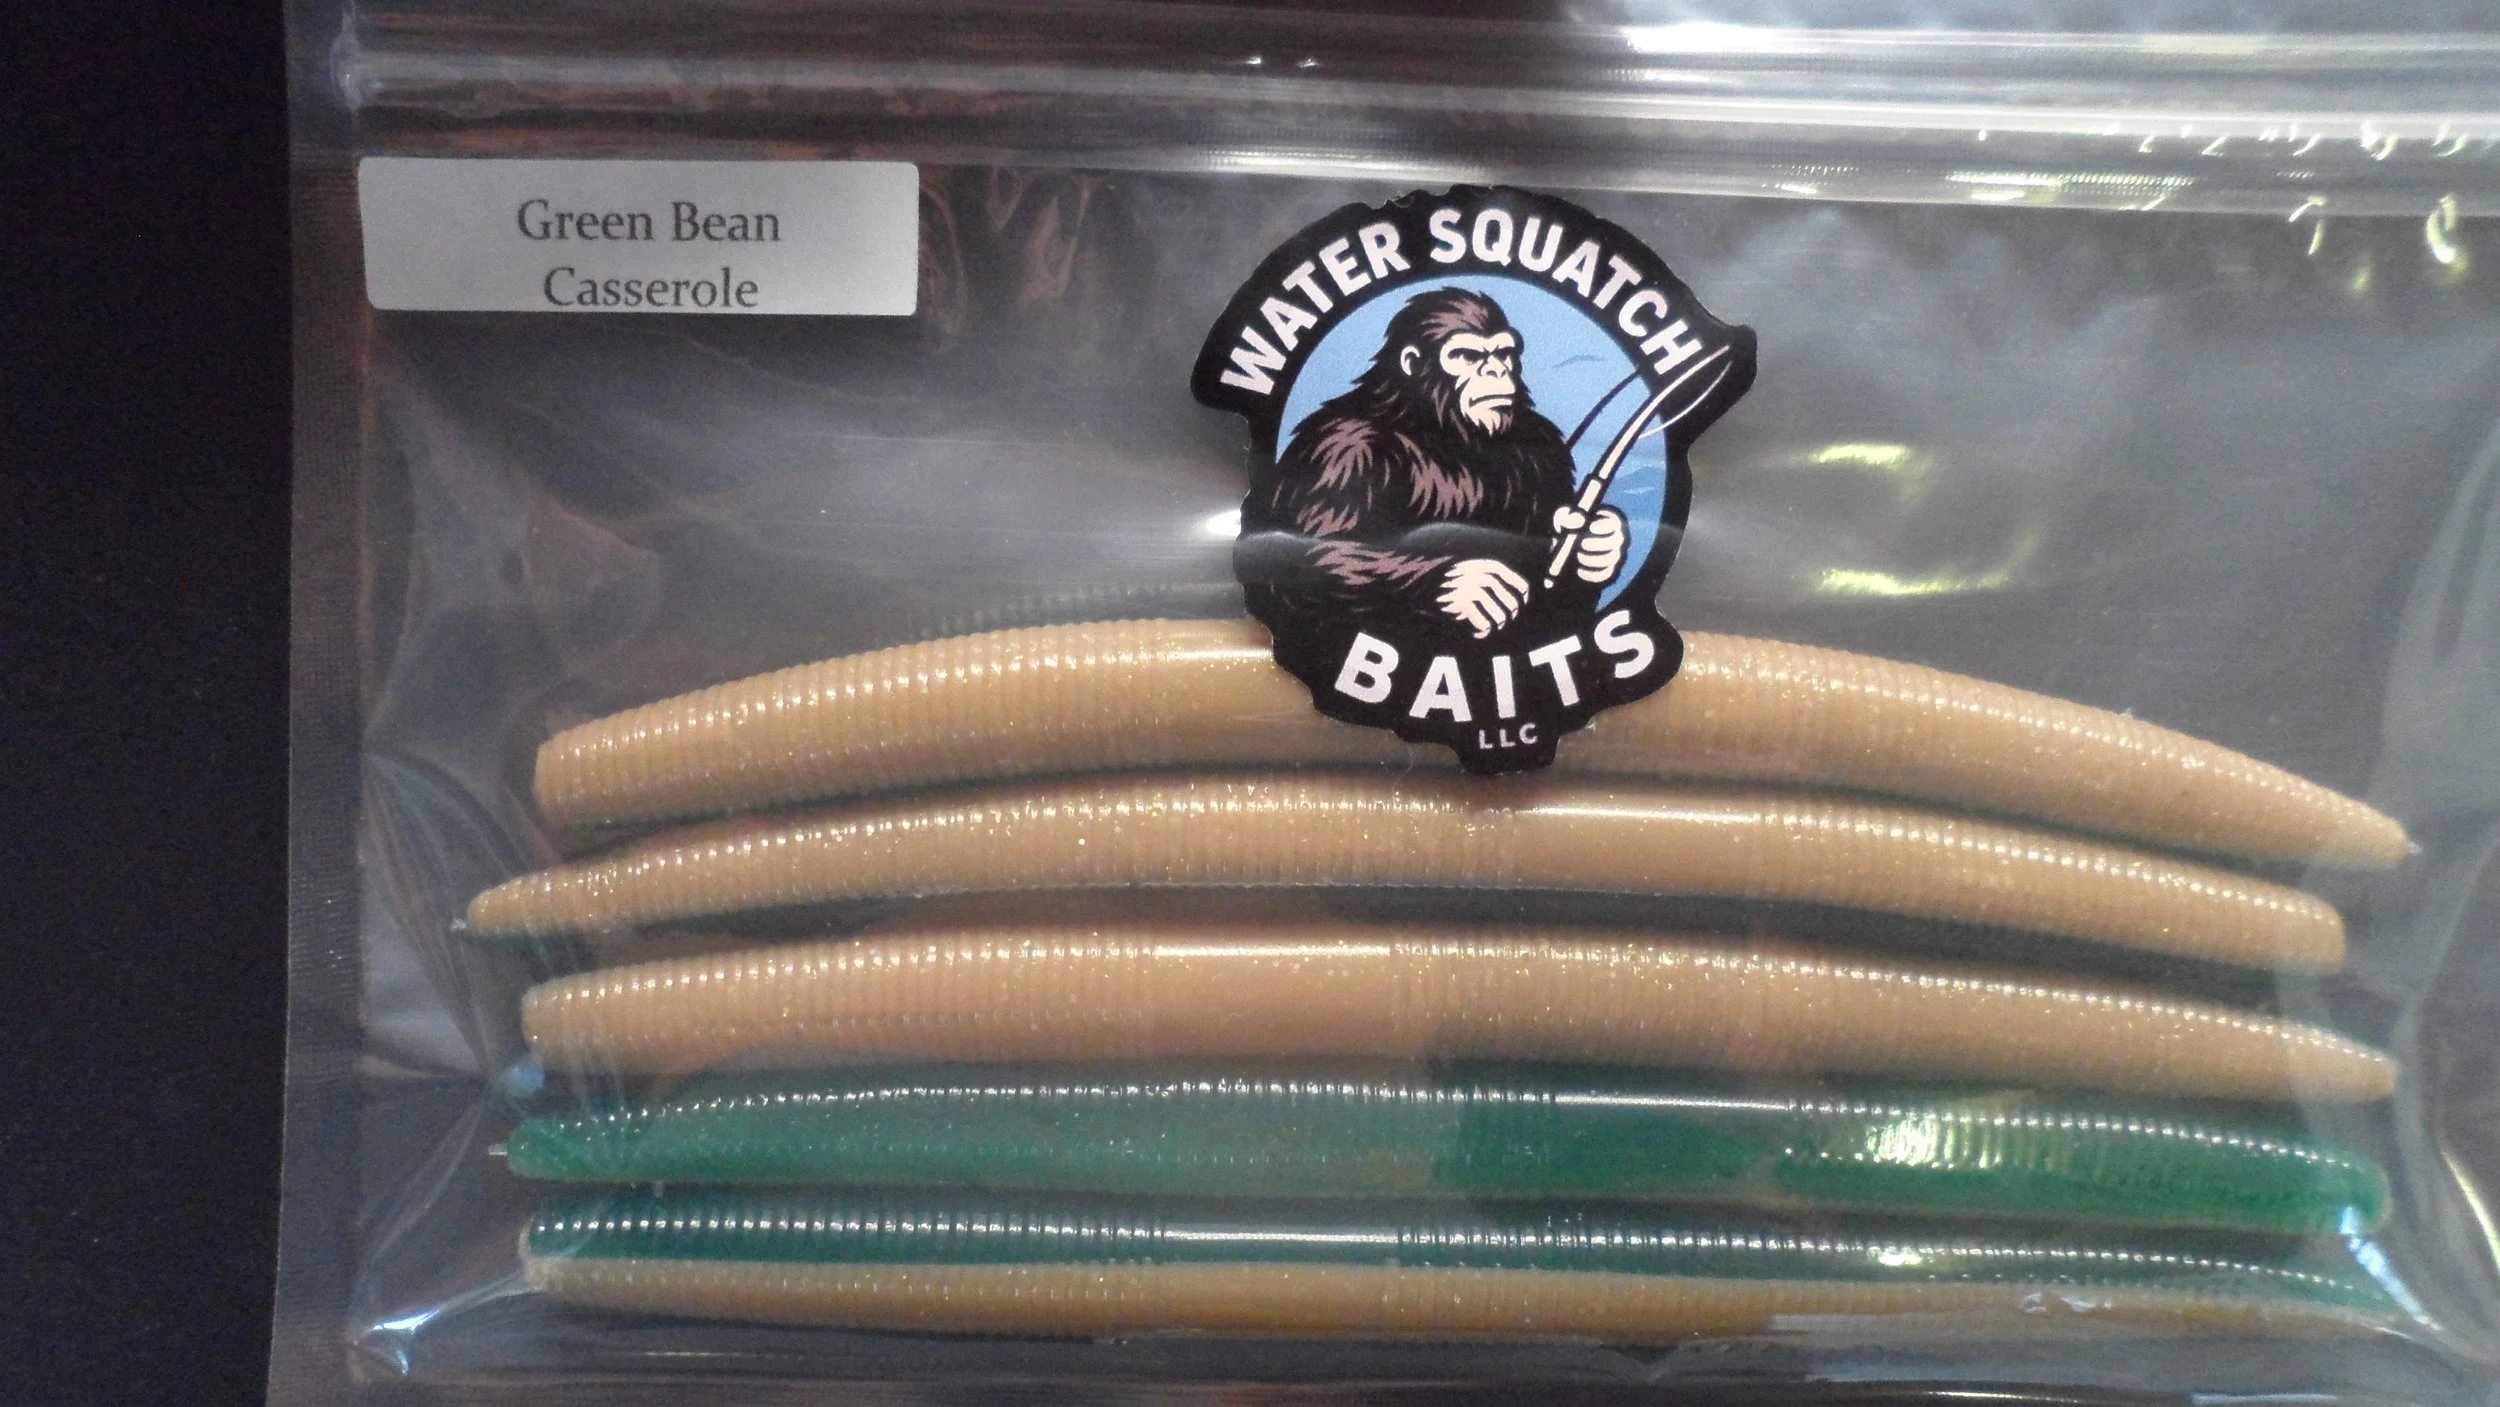 Green Bean
Casserole
WATER SQUATCH
BAITS
LLC